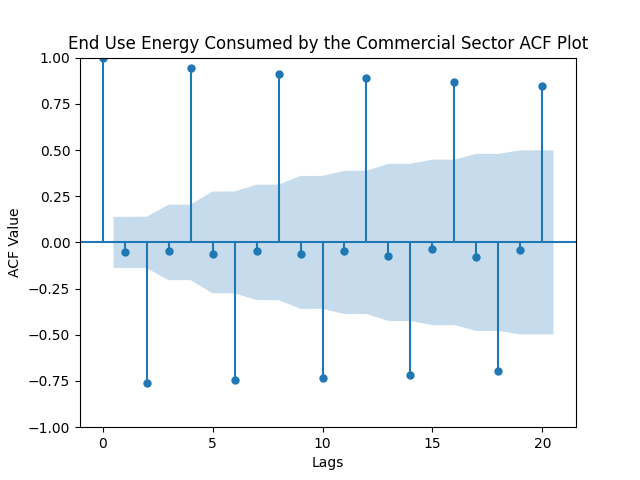 End Use Energy Consumed by the Commercial Sector ACF Plot
1.00
0.75
0.50
0.25
0.00
−0.25
−0.50
−0.75
−1.00
ACF Value
0 5 10 15 20
Lags